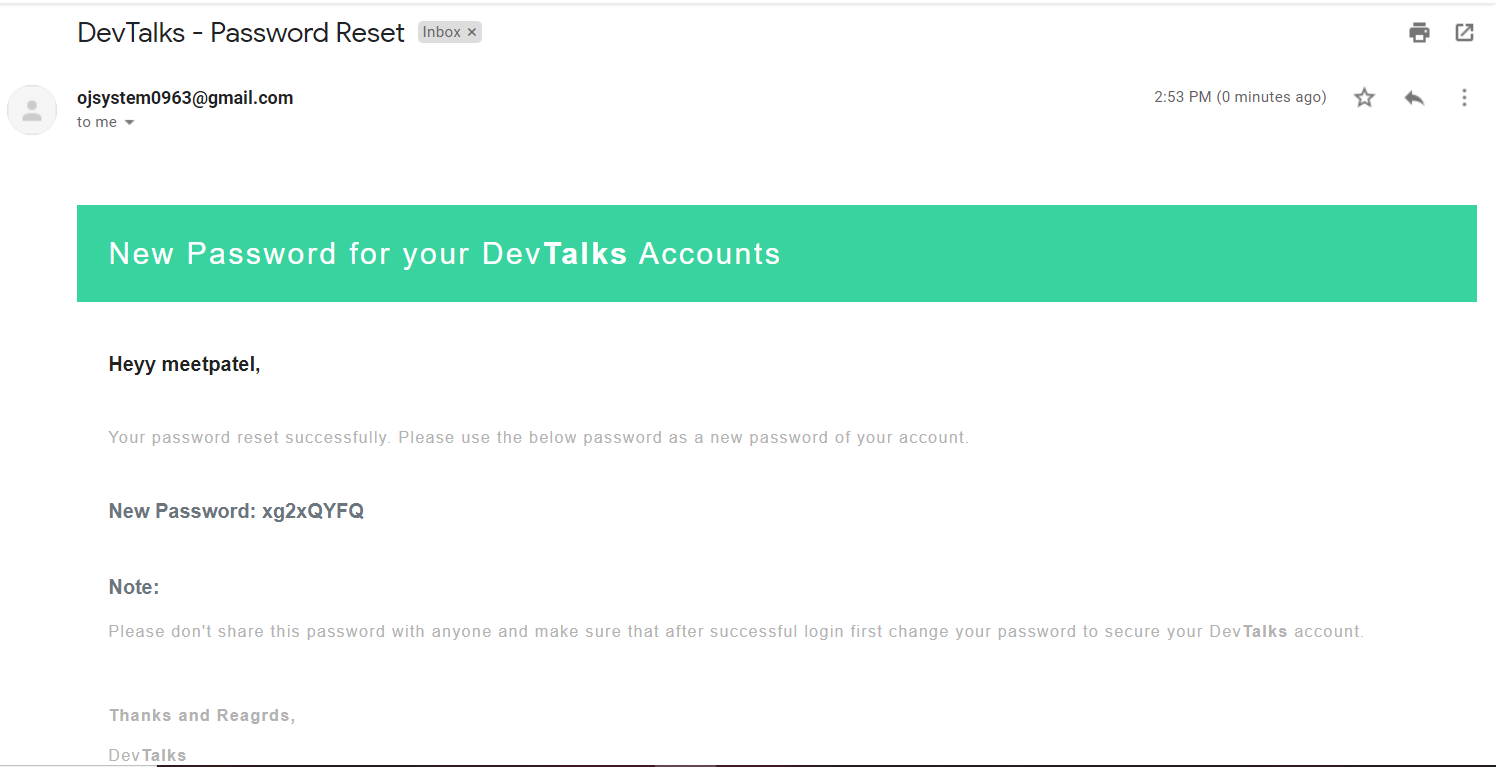 DevTalks - Password Reset Inbox ×
ojsystem0963@gmail.com 2:53 PM (0 minutes ago)
to me
New Password for your DevTalks Accounts
Heyy meetpatel,
Your password reset successfully. Please use the below password as a new password of your account.
New Password: xg2xQYFQ
Note:
Please don't share this password with anyone and make sure that after successful login first change your password to secure your DevTalks account.
Thanks and Reagrds,
DevTalks